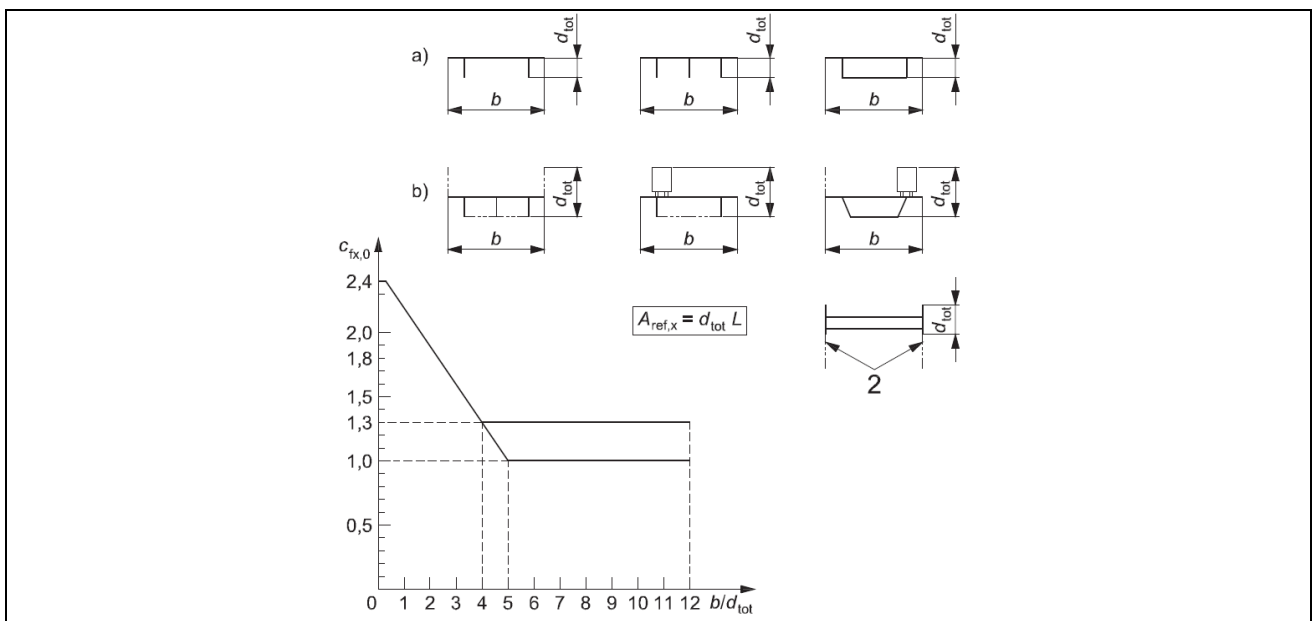 a)
d_tot
d_tot
d_tot
b
b
b
b)
d_tot
d_tot
d_tot
b
b
b
c_fx,0
2,4
2,0
1,8
1,5
1,3
1,0
0,5
0 1 2 3 4 5 6 7 8 9 10 11 12 b/d_tot
A_ref,x = d_tot L
d_tot
2